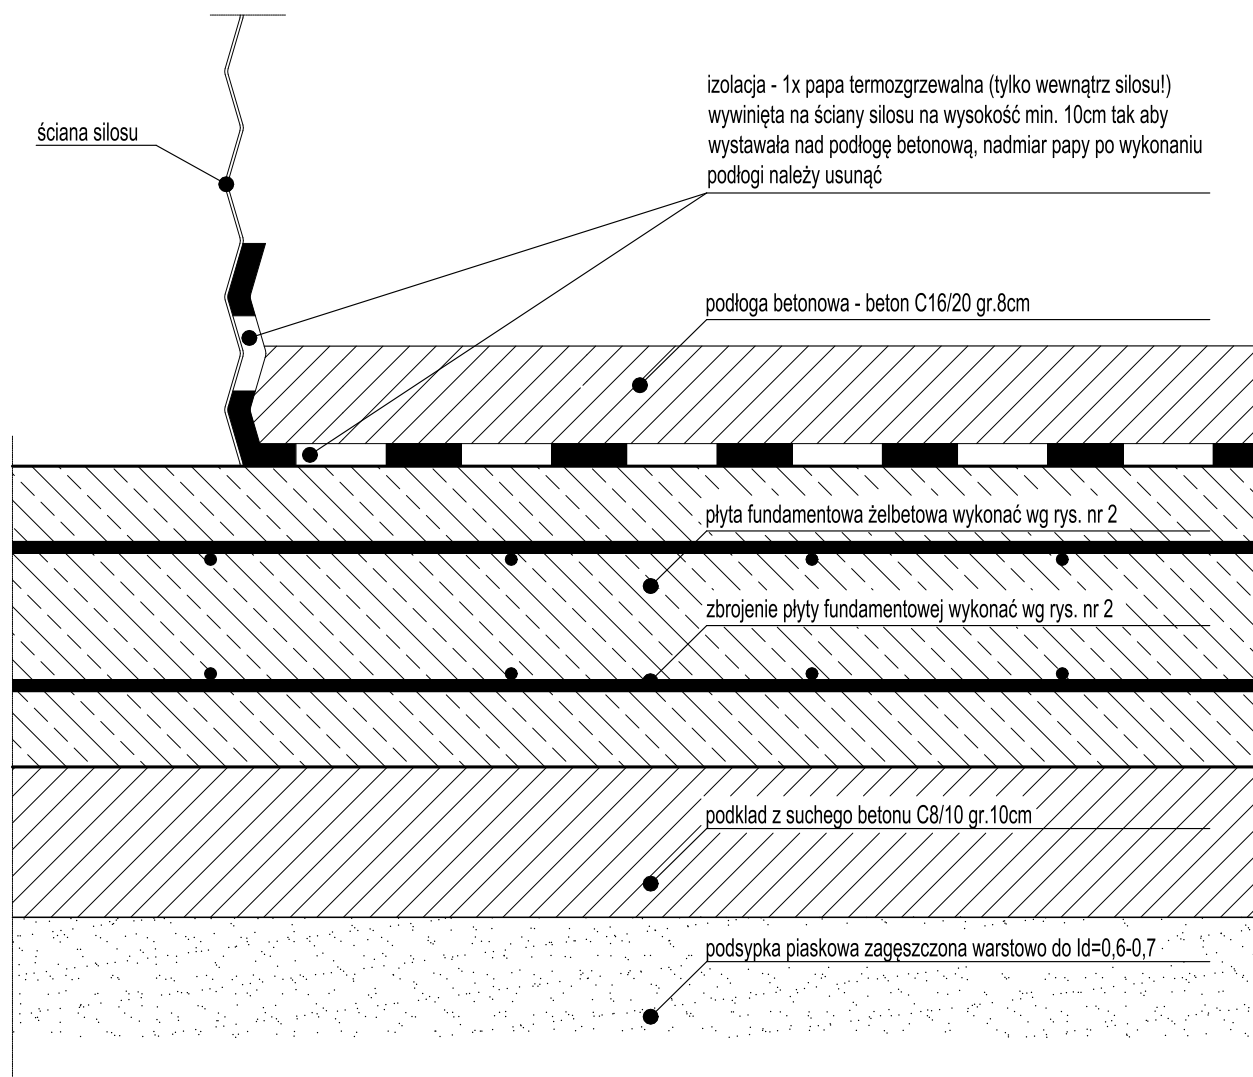 izolacja - 1x papa termozgrzewalna (tylko wewnątrz silosu!)
wywinięta na ściany silosu na wysokość min. 10cm tak aby
wystawała nad podłogę betonową, nadmiar papy po wykonaniu
podłogi należy usunąć
ściana silosu
podłoga betonowa - beton C16/20 gr.8cm
płyta fundamentowa żelbetowa wykonać wg rys. nr 2
zbrojenie płyty fundamentowej wykonać wg rys. nr 2
podklad z suchego betonu C8/10 gr.10cm
podsypka piaskowa zagęszczona warstowo do Id=0,6-0,7